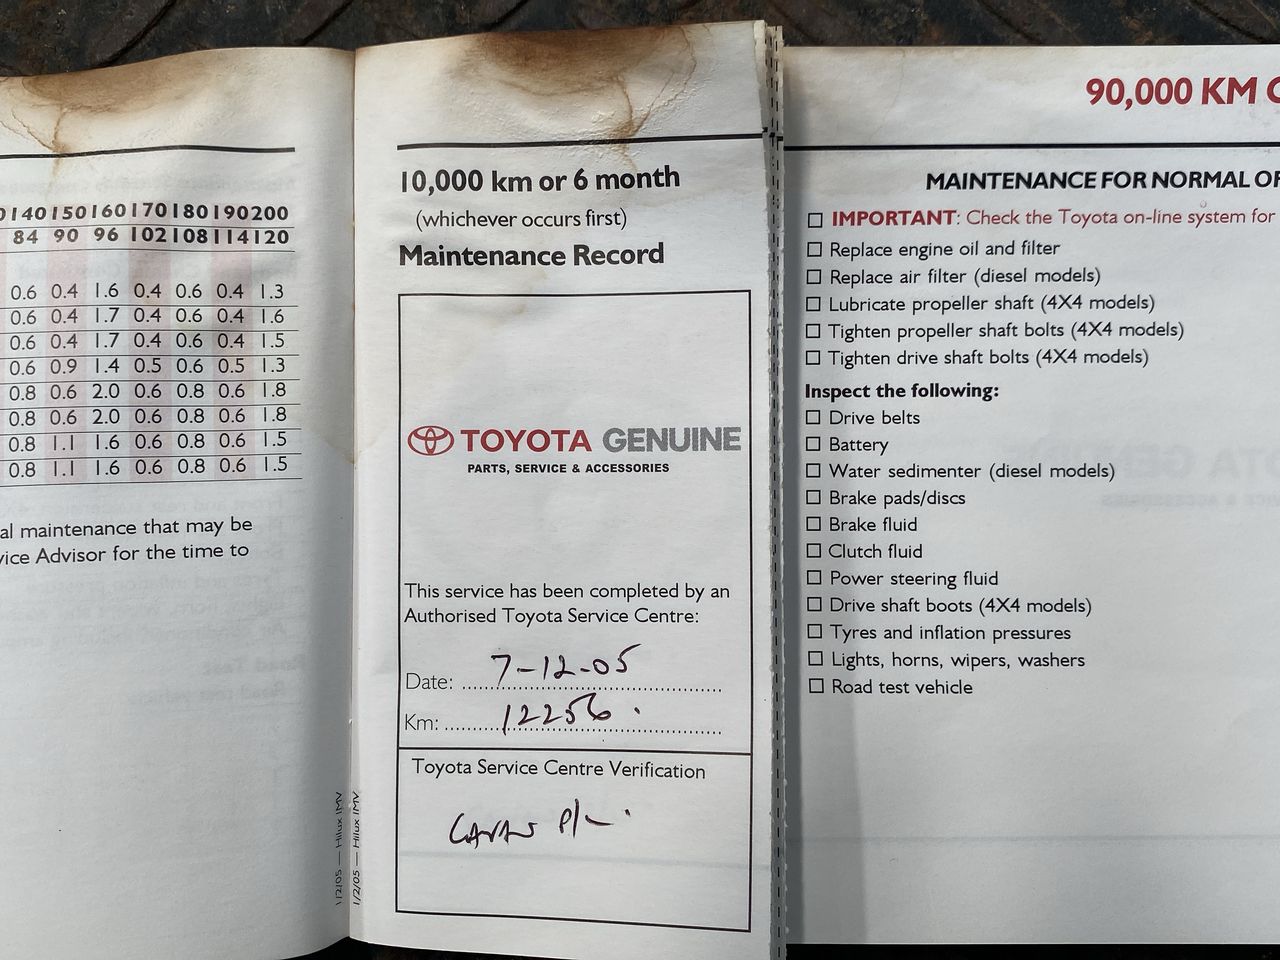 140 150 160 170 180 190 200
84 90 96 102 108 114 120
0.6 0.4 1.6 0.4 0.6 0.4 1.3
0.6 0.4 1.7 0.4 0.6 0.4 1.6
0.6 0.4 1.7 0.4 0.6 0.4 1.5
0.6 0.9 1.4 0.5 0.6 0.5 1.3
0.8 0.6 2.0 0.6 0.8 0.6 1.8
0.8 0.6 2.0 0.6 0.8 0.6 1.8
0.8 1.1 1.6 0.6 0.8 0.6 1.5
0.8 1.1 1.6 0.6 0.8 0.6 1.5
al maintenance that may be
vice Advisor for the time to
1/2/05 — Hilux IMV
1/2/05 — Hilux IMV
10,000 km or 6 month
(whichever occurs first)
Maintenance Record
TOYOTA GENUINE
PARTS, SERVICE & ACCESSORIES
This service has been completed by an
Authorised Toyota Service Centre:
Date: 7-12-05
Km: 12256.
Toyota Service Centre Verification
P/L.
90,000 KM
MAINTENANCE FOR NORMAL
IMPORTANT: Check the Toyota on-line system for
Replace engine oil and filter
Replace air filter (diesel models)
Lubricate propeller shaft (4X4 models)
Tighten propeller shaft bolts (4X4 models)
Tighten drive shaft bolts (4X4 models)
Inspect the following:
Drive belts
Battery
Water sedimenter (diesel models)
Brake pads/discs
Brake fluid
Clutch fluid
Power steering fluid
Drive shaft boots (4X4 models)
Tyres and inflation pressures
Lights, horns, wipers, washers
Road test vehicle